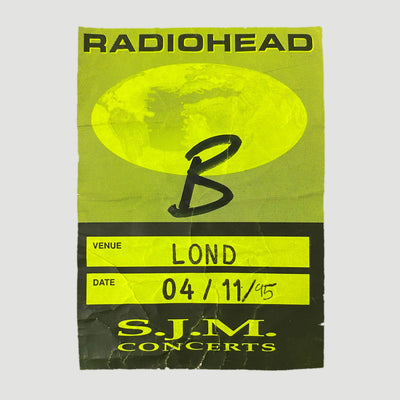 RADIOHEAD
B
VENUE LOND
DATE 04 / 11 / 95
S.J.M.
CONCERTS